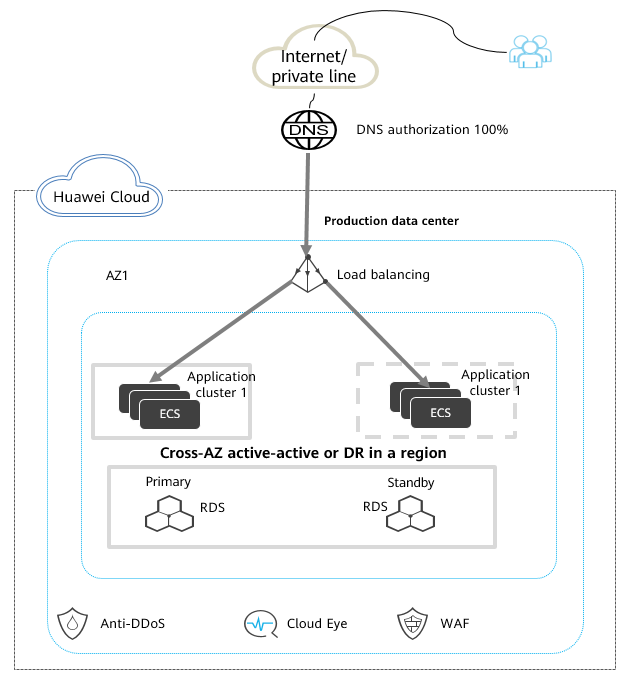 Internet/
private line
DNS
DNS authorization 100%
Huawei Cloud
Production data center
AZ1
Load balancing
Application
cluster 1
ECS
Application
cluster 1
ECS
Cross-AZ active-active or DR in a region
Primary
RDS
Standby
RDS
Anti-DDoS
Cloud Eye
WAF